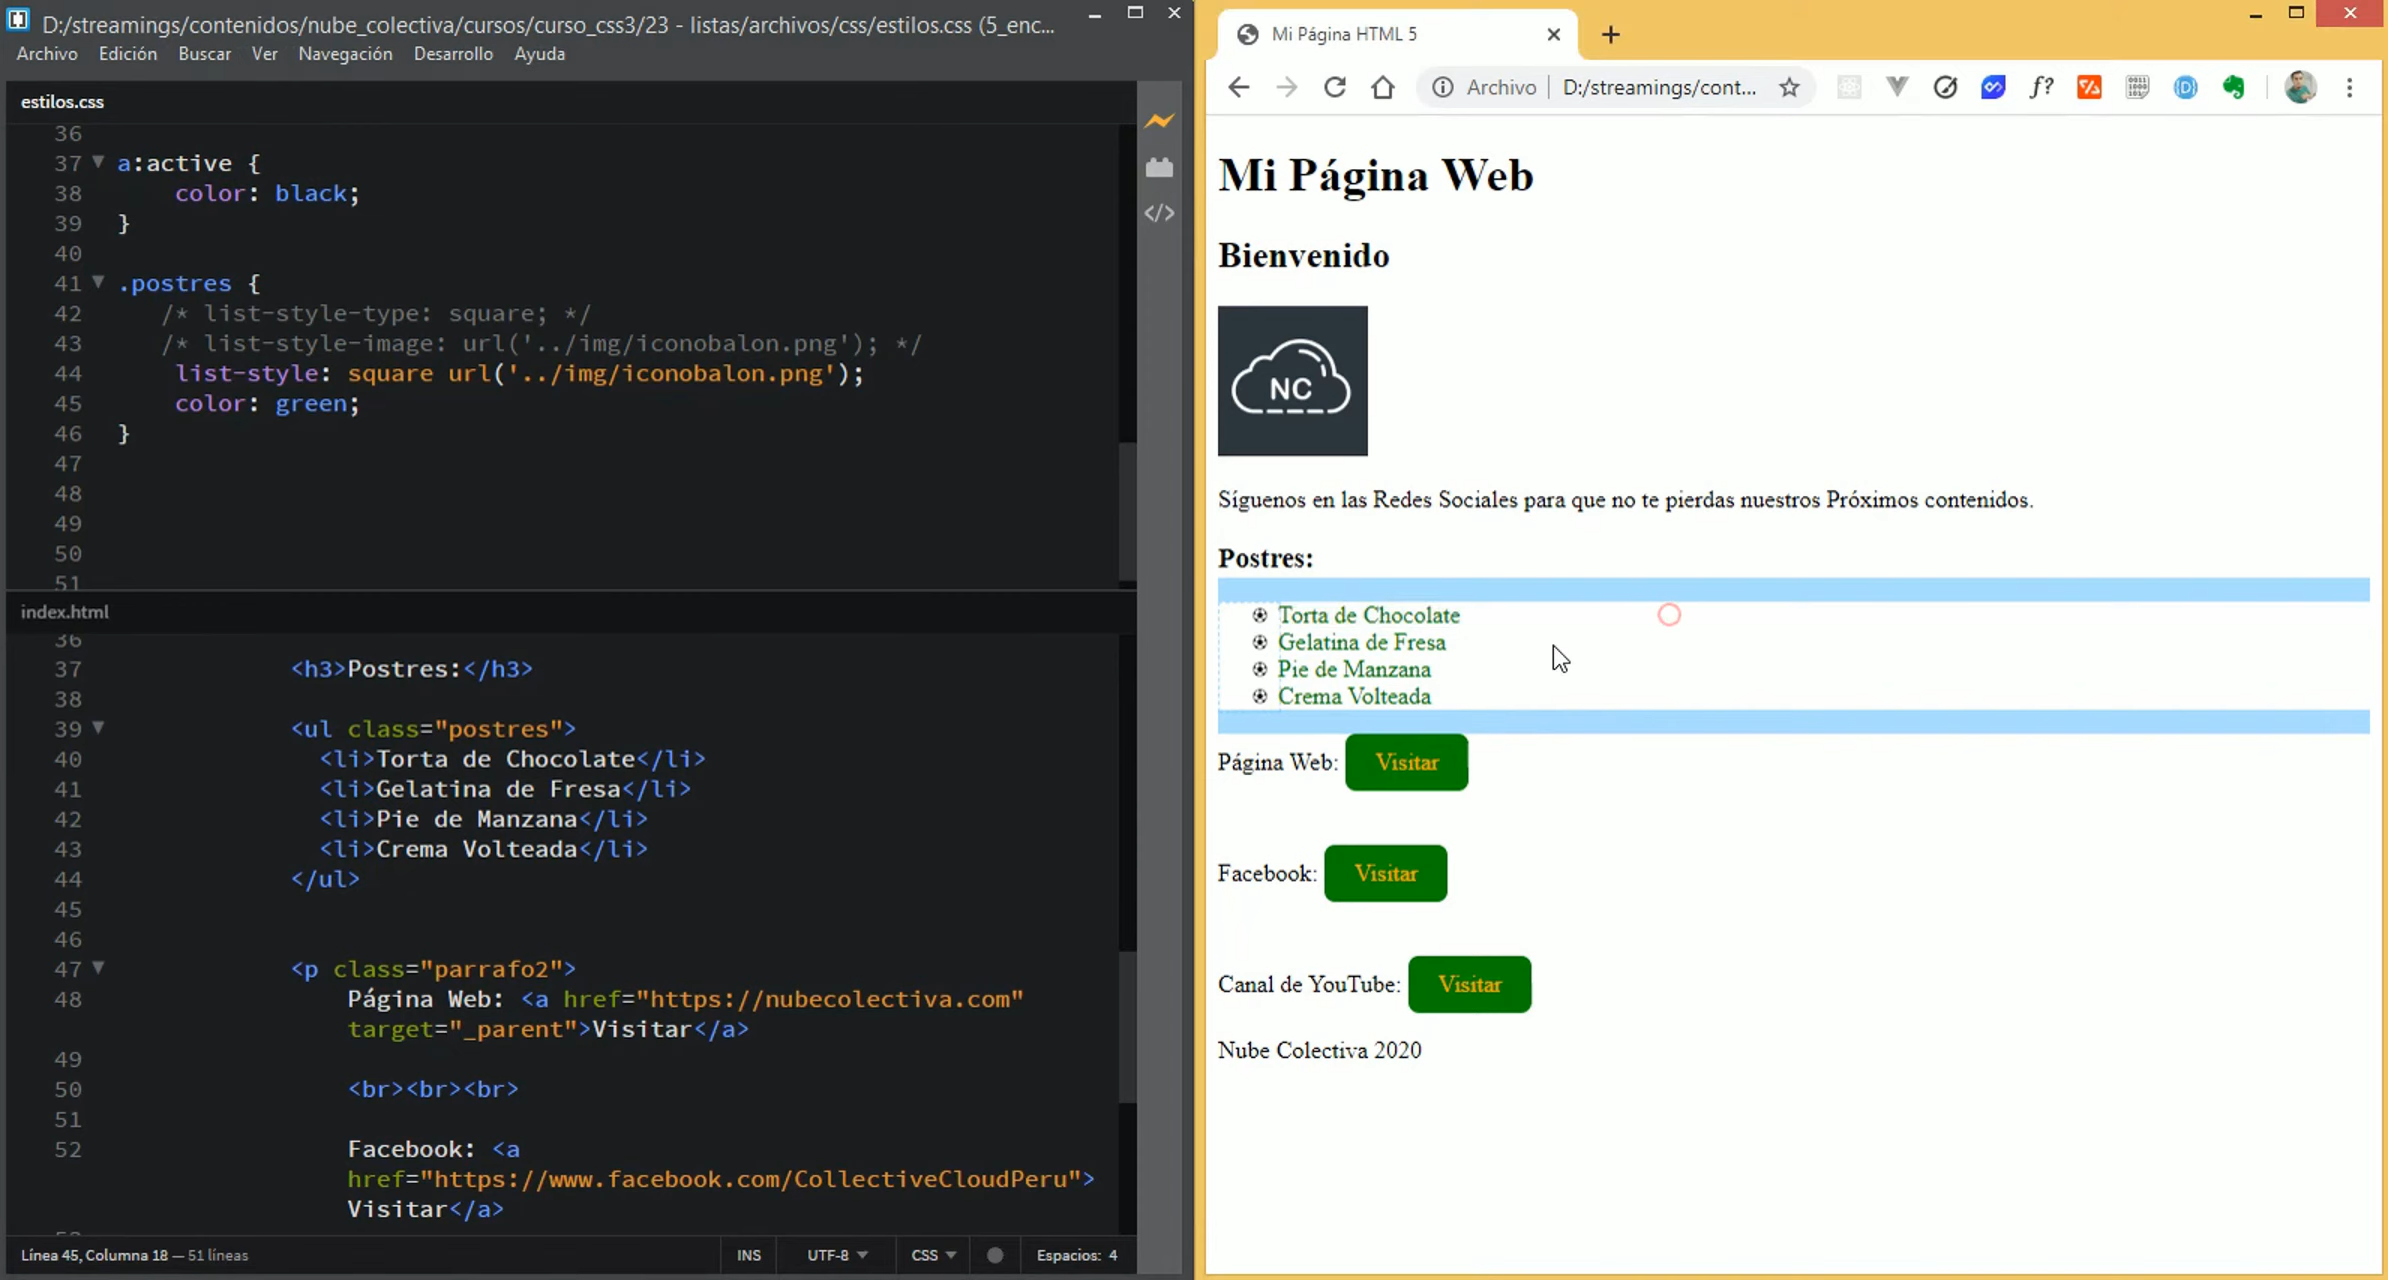 D:/streamings/contenidos/nube_colectiva/cursos/curso_css3/23 - listas/archivos/css/estilos.css (5_enc...
Archivo Edición Buscar Ver Navegación Desarrollo Ayuda
estilos.css
36
37 a:active {
38 color: black;
39 }
40
41 .postres {
42 /* list-style-type: square; */
43 /* list-style-image: url('../img/iconobalon.png'); */
44 list-style: square url('../img/iconobalon.png');
45 color: green;
46 }
47
48
49
50
51
index.html
36
37 <h3>Postres:</h3>
38
39 <ul class="postres">
40 <li>Torta de Chocolate</li>
41 <li>Gelatina de Fresa</li>
42 <li>Pie de Manzana</li>
43 <li>Crema Volteada</li>
44 </ul>
45
46
47 <p class="parrafo2">
48 Página Web: <a href="https://nubecolectiva.com"
target="_parent">Visitar</a>
49
50 <br><br><br>
51
52 Facebook: <a
href="https://www.facebook.com/CollectiveCloudPeru">
Visitar</a>
Línea 45, Columna 18 — 51 líneas INS UTF-8 CSS Espacios: 4
Mi Página HTML 5
Archivo D:/streamings/cont...
Mi Página Web
Bienvenido
NC
Síguenos en las Redes Sociales para que no te pierdas nuestros Próximos contenidos.
Postres:
Torta de Chocolate
Gelatina de Fresa
Pie de Manzana
Crema Volteada
Página Web: Visitar
Facebook: Visitar
Canal de YouTube: Visitar
Nube Colectiva 2020